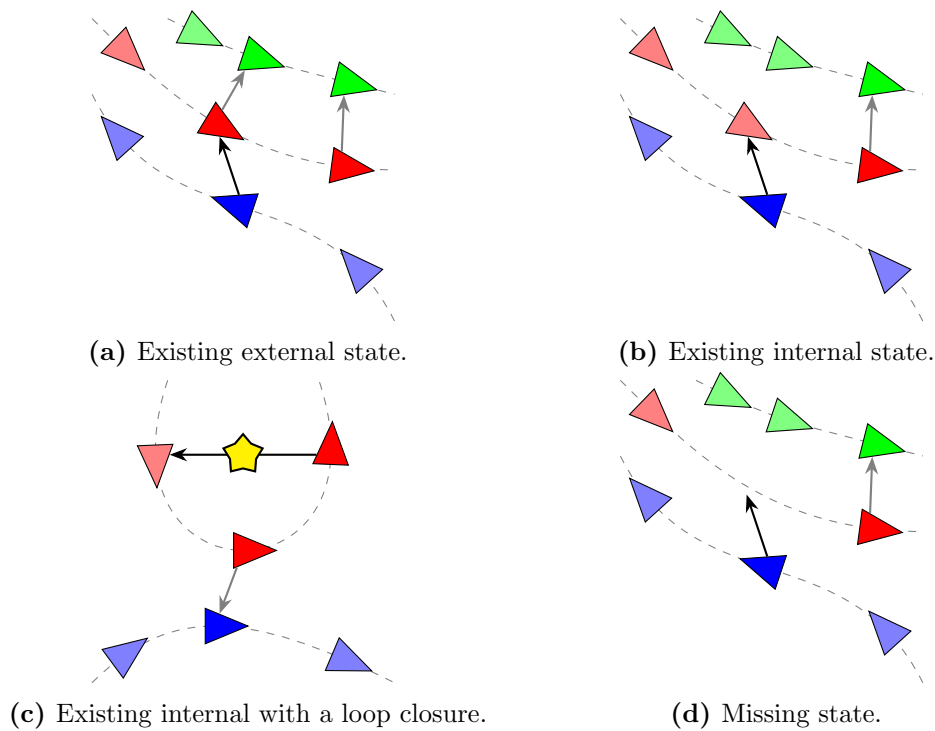 (a) Existing external state.
(b) Existing internal state.
(c) Existing internal with a loop closure.
(d) Missing state.